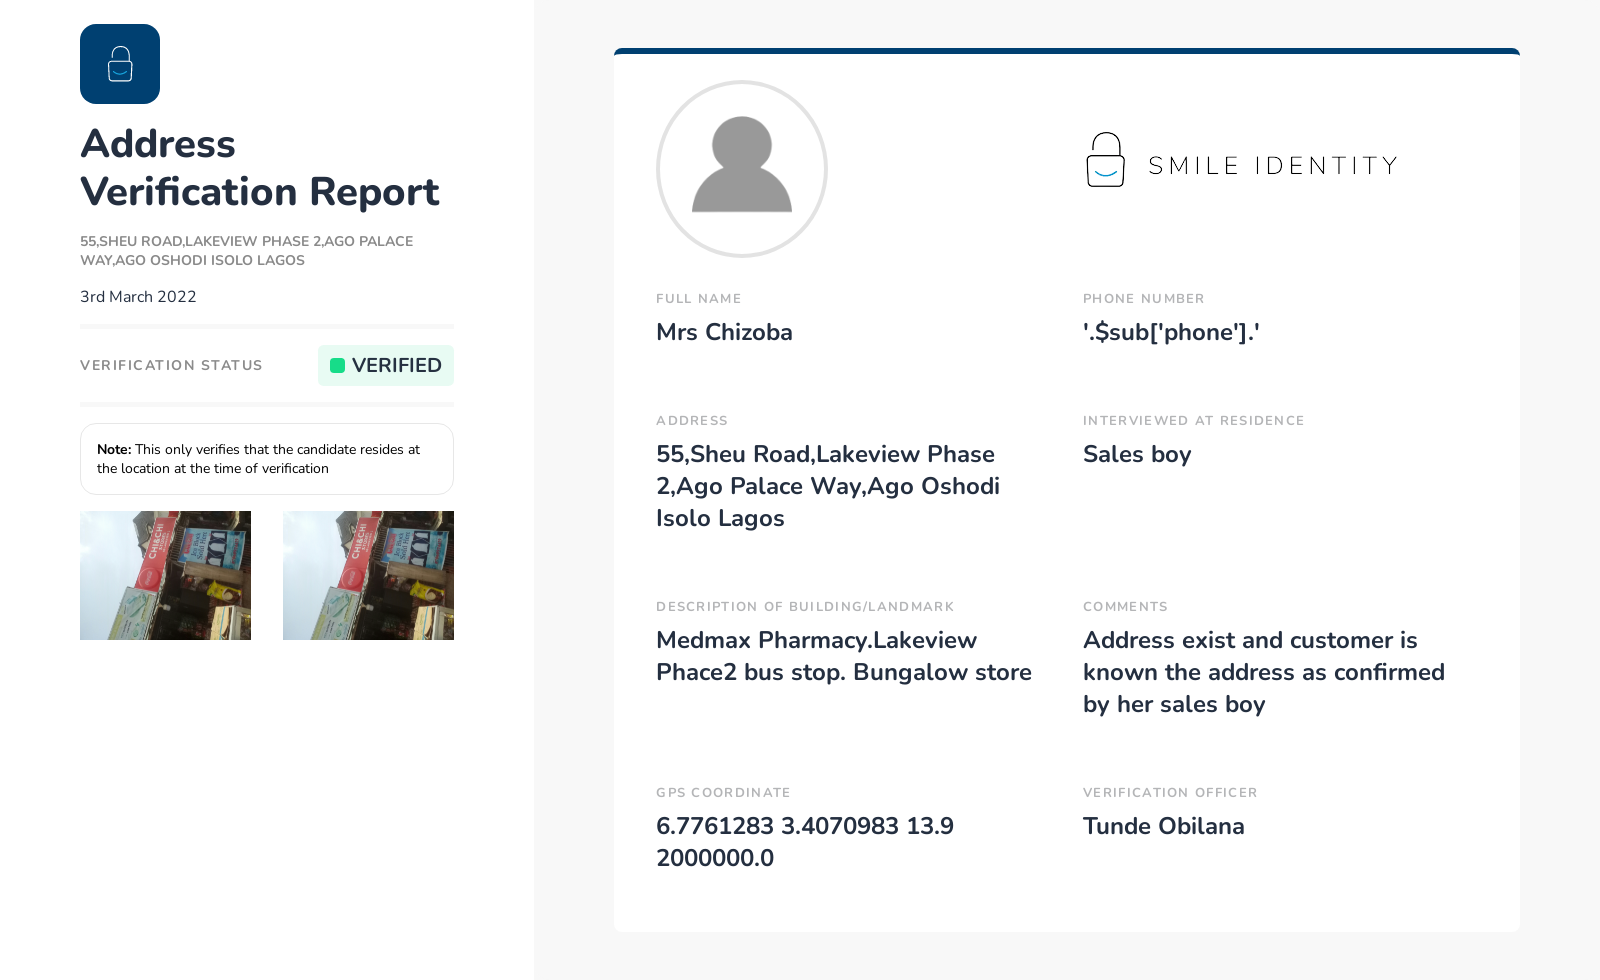 Address
Verification Report
55,SHEU ROAD,LAKEVIEW PHASE 2,AGO PALACE
WAY,AGO OSHODI ISOLO LAGOS
3rd March 2022
VERIFICATION STATUS
VERIFIED
Note: This only verifies that the candidate resides at
the location at the time of verification
CHI&CHI
CHI&CHI
SMILE IDENTITY
FULL NAME
Mrs Chizoba
PHONE NUMBER
'.$sub['phone'].'
ADDRESS
55,Sheu Road,Lakeview Phase
2,Ago Palace Way,Ago Oshodi
Isolo Lagos
INTERVIEWED AT RESIDENCE
Sales boy
DESCRIPTION OF BUILDING/LANDMARK
Medmax Pharmacy.Lakeview
Phace2 bus stop. Bungalow store
COMMENTS
Address exist and customer is
known the address as confirmed
by her sales boy
GPS COORDINATE
6.7761283 3.4070983 13.9
2000000.0
VERIFICATION OFFICER
Tunde Obilana